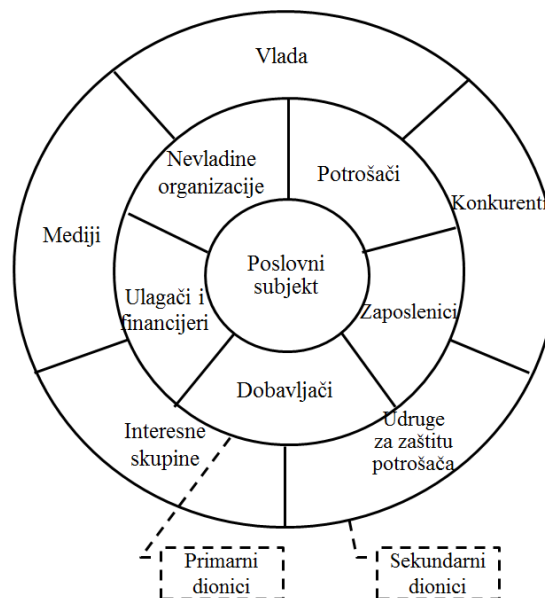 Vlada
Nevladine
organizacije
Potrošači
Mediji
Konkurenti
Poslovni
subjekt
Ulagači i
financijeri
Zaposlenici
Dobavljači
Interesne
skupine
Udruge
za zaštitu
potrošača
Primarni
dionici
Sekundarni
dionici